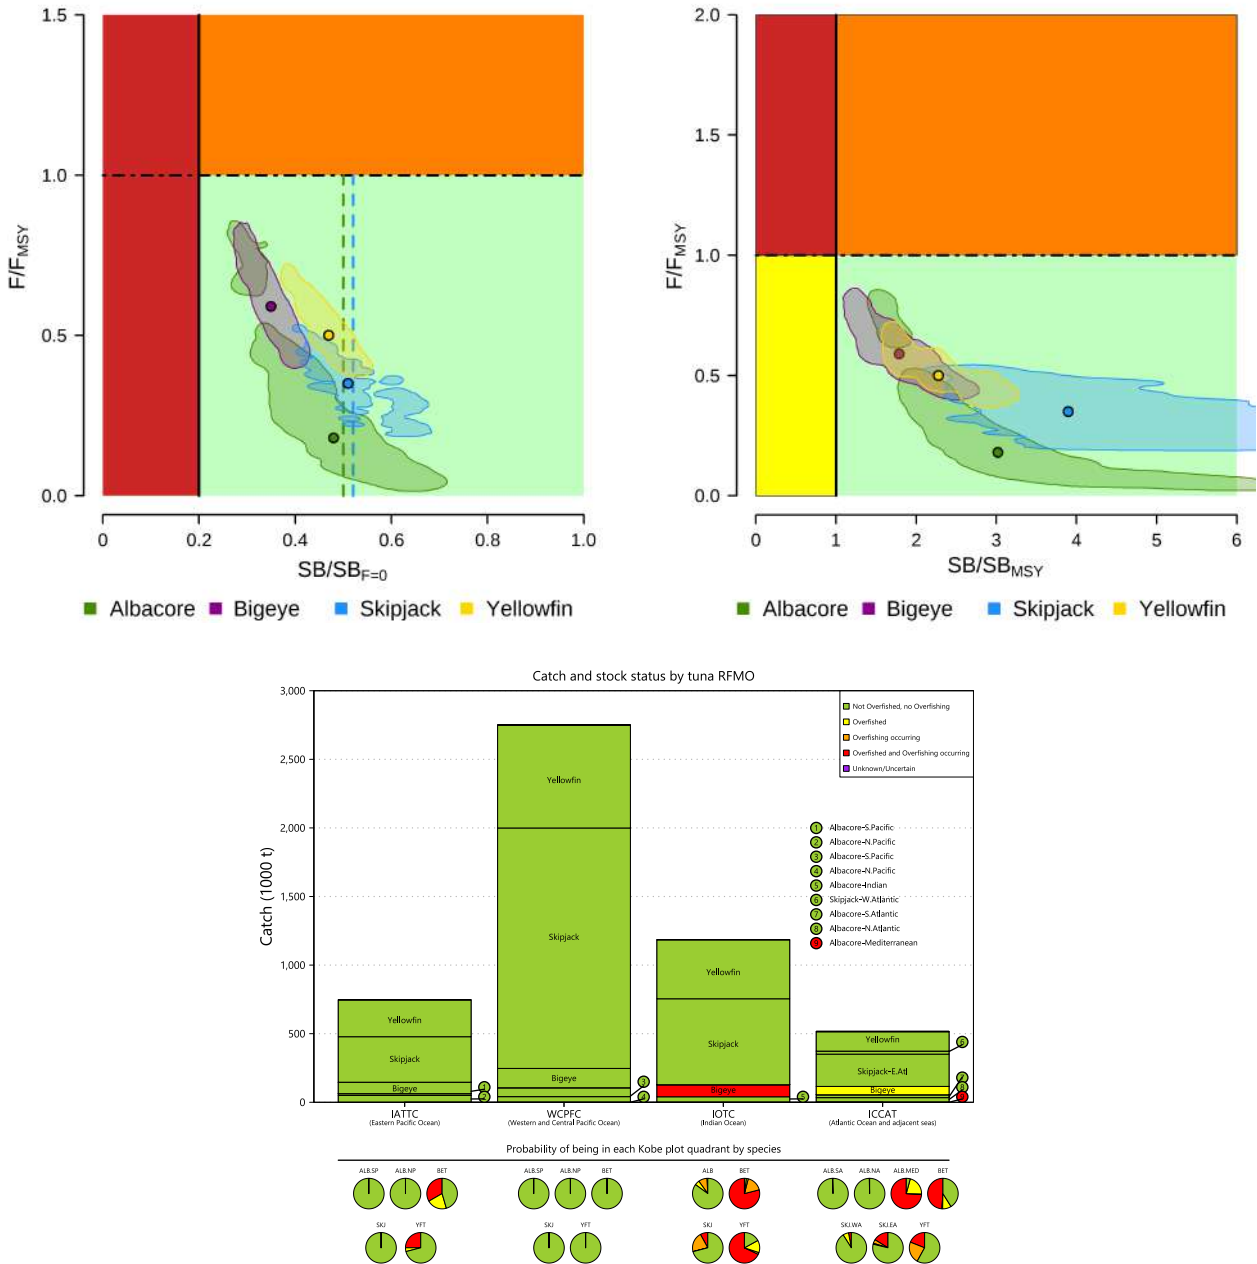 1.5
1.0
0.5
0.0
F/FMSY
0
0.2
0.4
0.6
0.8
1.0
SB/SBF=0
Albacore Bigeye Skipjack Yellowfin
2.0
1.5
1.0
0.5
0.0
F/FMSY
0 1 2 3 4 5 6
SB/SBMSY
Albacore Bigeye Skipjack Yellowfin
Catch and stock status by tuna RFMO
3,000
2,500
2,000
1,500
1,000
500
0
Catch (1000 t)
Not Overfished, no Overfishing
Overfished
Overfishing occurring
Overfished and Overfishing occurring
Unknown/Uncertain
1 Albacore-S.Pacific
2 Albacore-N.Pacific
3 Albacore-S.Pacific
4 Albacore-N.Pacific
5 Albacore-Indian
6 Skipjack-W.Atlantic
7 Albacore-S.Atlantic
8 Albacore-N.Atlantic
Albacore-Mediterranean
Yellowfin
Skipjack
Bigeye
1
2
Yellowfin
Skipjack
Bigeye
3
4
Yellowfin
Skipjack
Bigeye
5
Yellowfin
Skipjack-E.Atl
Bigeye
6
7
8
IATTC
(Eastern Pacific Ocean)
WCPFC
(Western and Central Pacific Ocean)
IOTC
(Indian Ocean)
ICCAT
(Atlantic Ocean and adjacent seas)
Probability of being in each Kobe plot quadrant by species
ALB.SP ALB.NP BET ALB.SP ALB.NP BET ALB BET ALB.SA ALB.NA ALB.MED BET
SKJ YFT SKJ YFT SKJ YFT SKJ.WA SKJ.EA YFT